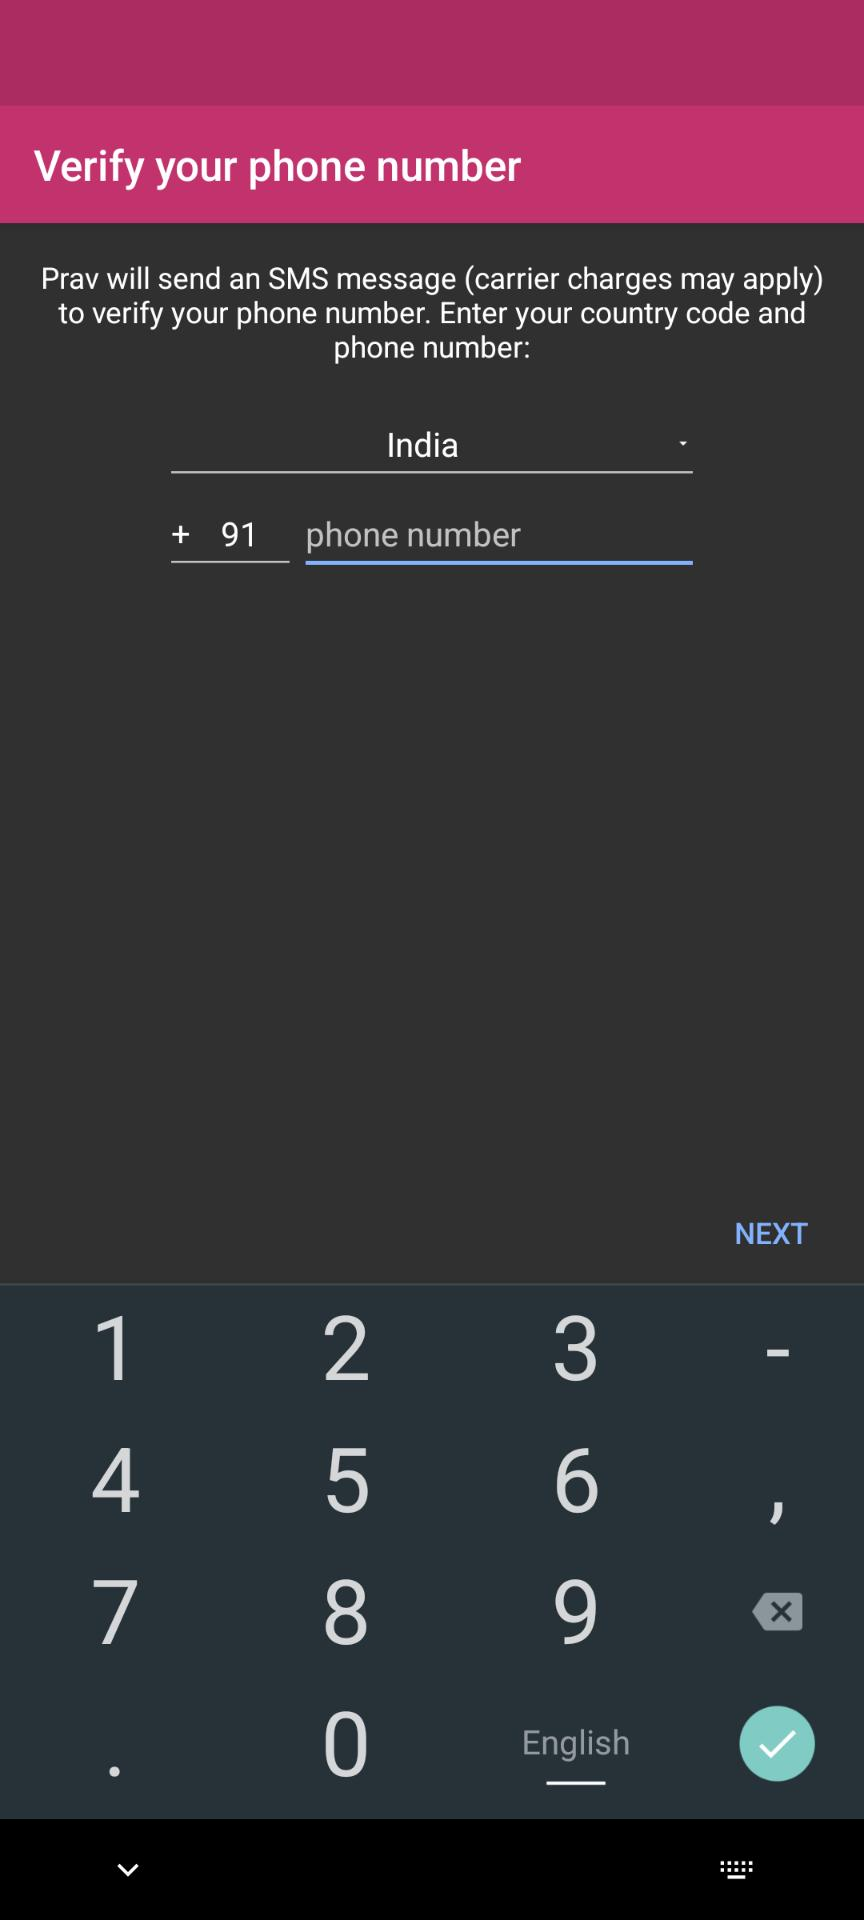 Verify your phone number
Prav will send an SMS message (carrier charges may apply)
to verify your phone number. Enter your country code and
phone number:
India
+ 91 phone number
NEXT
1 2 3 -
4 5 6 ,
7 8 9
. 0 English